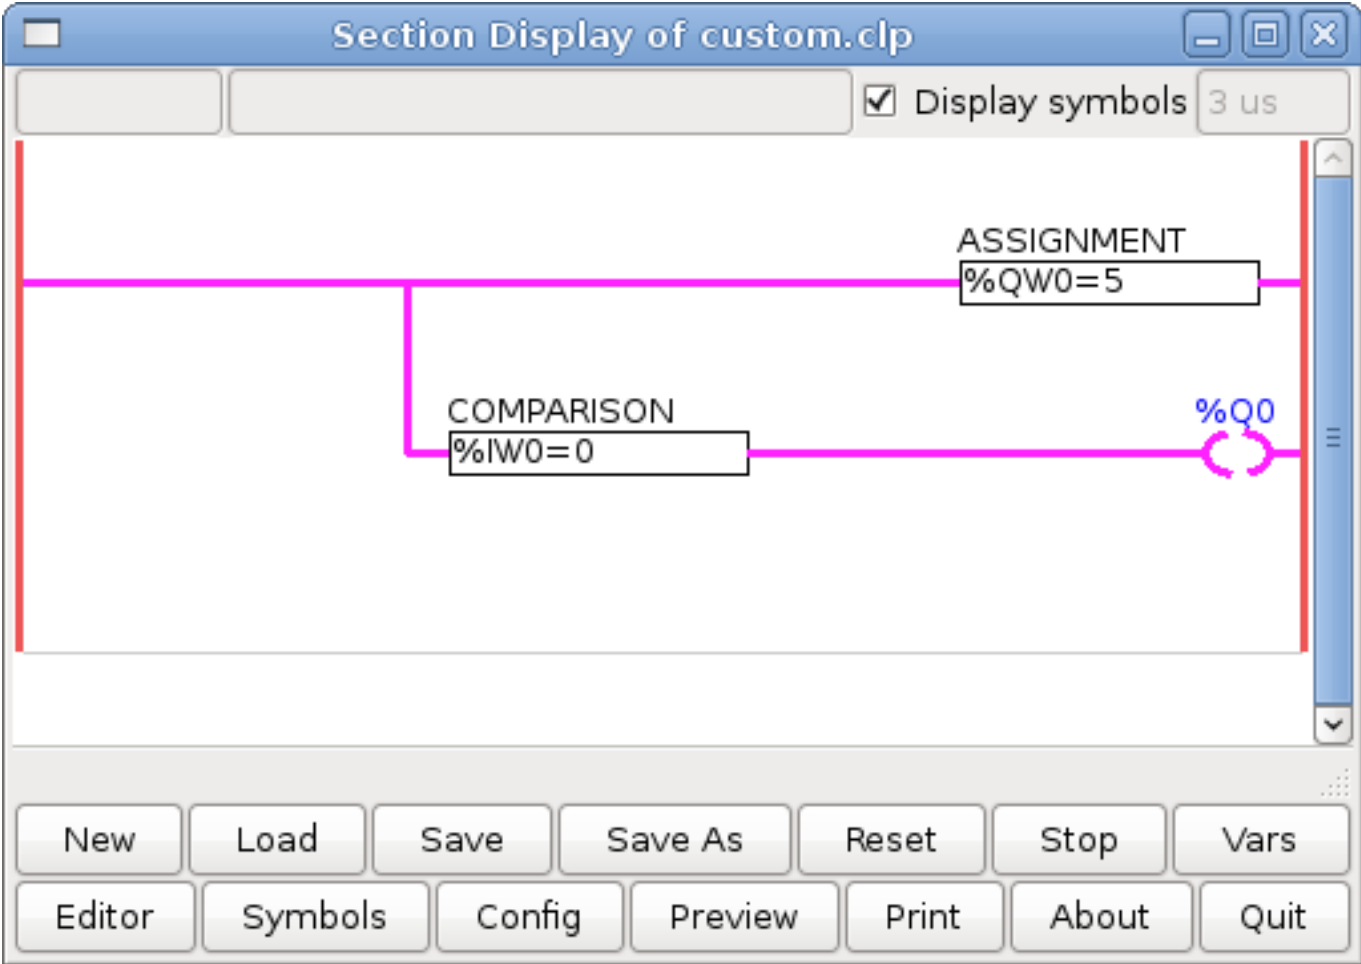 Section Display of custom.clp
Display symbols 3 us
ASSIGNMENT
%QW0=5
COMPARISON %Q0
%IW0=0
New Load Save Save As Reset Stop Vars
Editor Symbols Config Preview Print About Quit